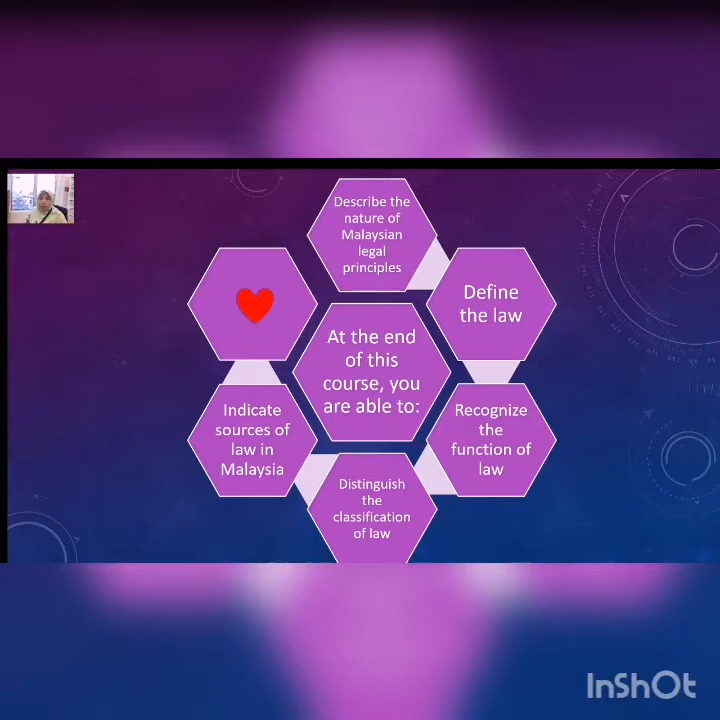 Describe the
nature of
Malaysian
legal
principles
Define
the law
Recognize
the
function of
law
Distinguish
the
classification
of law
Indicate
sources of
law in
Malaysia
At the end
of this
course, you
are able to:
InShOt